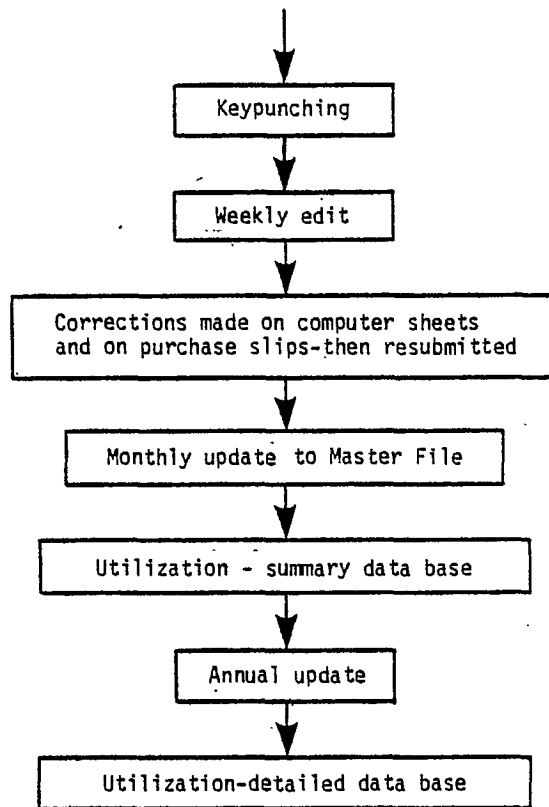 Keypunching
Weekly edit
Corrections made on computer sheets
and on purchase slips-then resubmitted
Monthly update to Master File
Utilization - summary data base
Annual update
Utilization-detailed data base